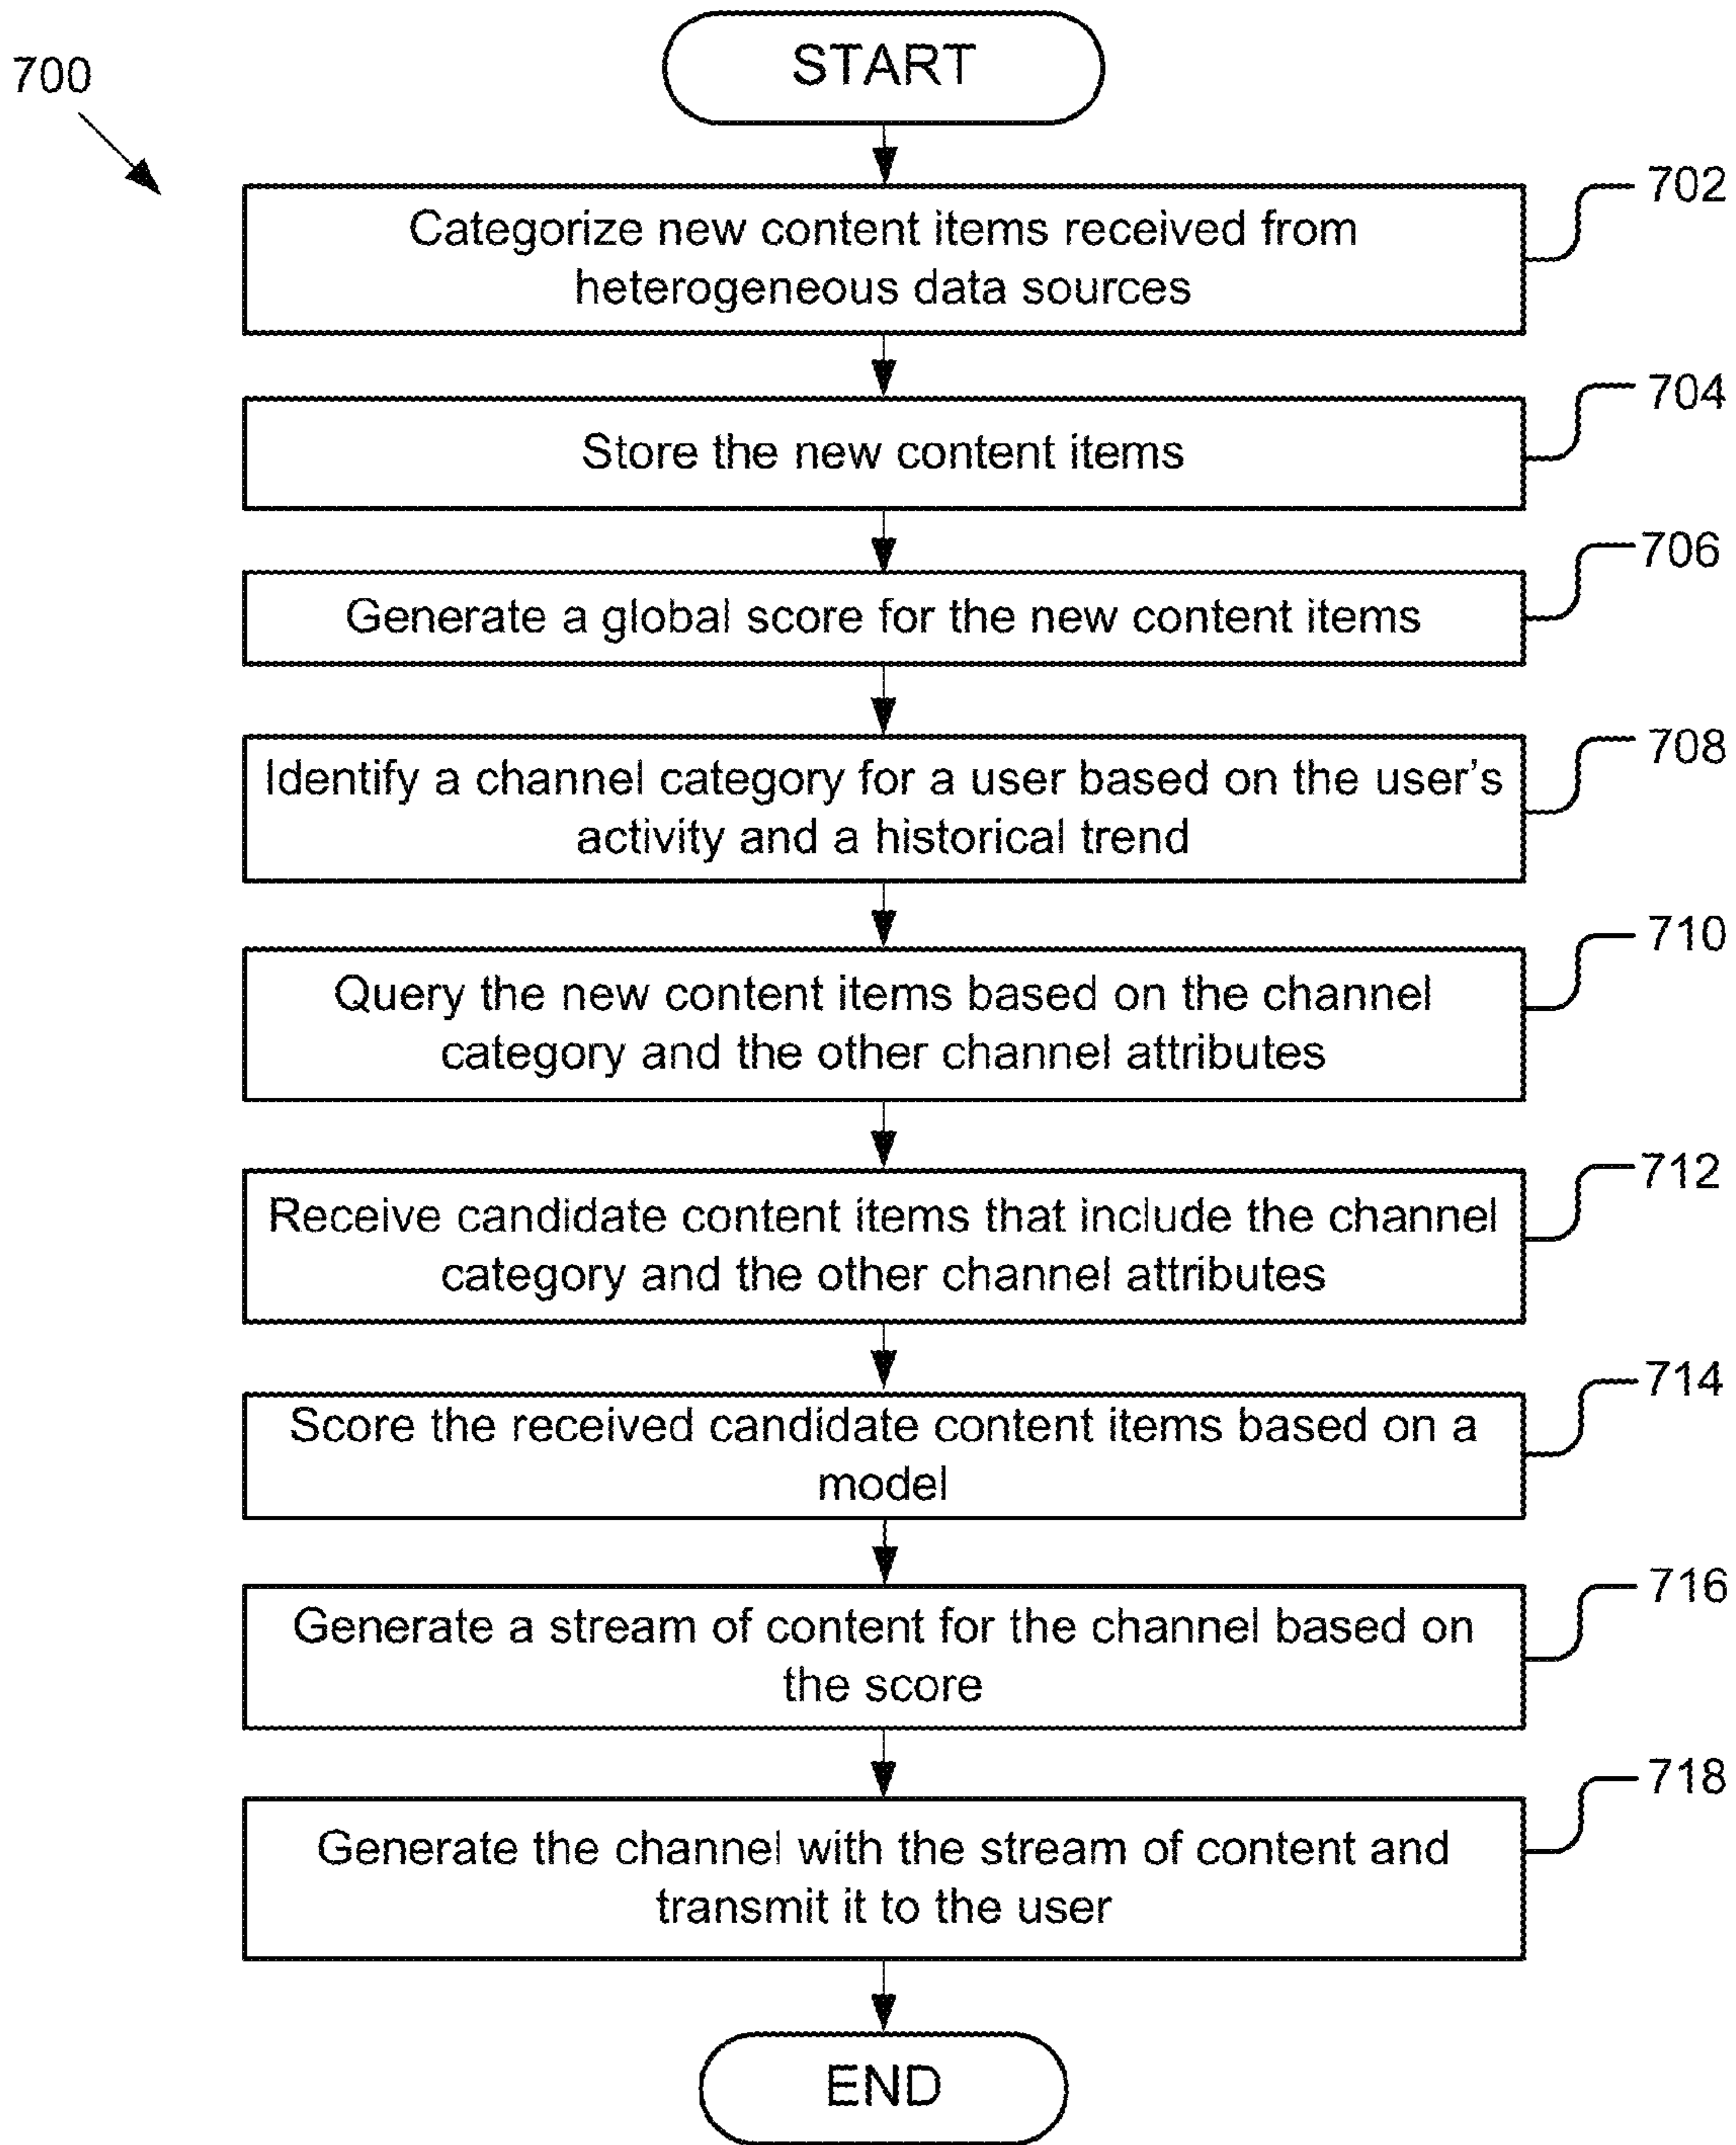 700
START
702
Categorize new content items received from
heterogeneous data sources
704
Store the new content items
706
Generate a global score for the new content items
708
Identify a channel category for a user based on the user’s
activity and a historical trend
710
Query the new content items based on the channel
category and the other channel attributes
712
Receive candidate content items that include the channel
category and the other channel attributes
714
Score the received candidate content items based on a
model
716
Generate a stream of content for the channel based on
the score
718
Generate the channel with the stream of content and
transmit it to the user
END